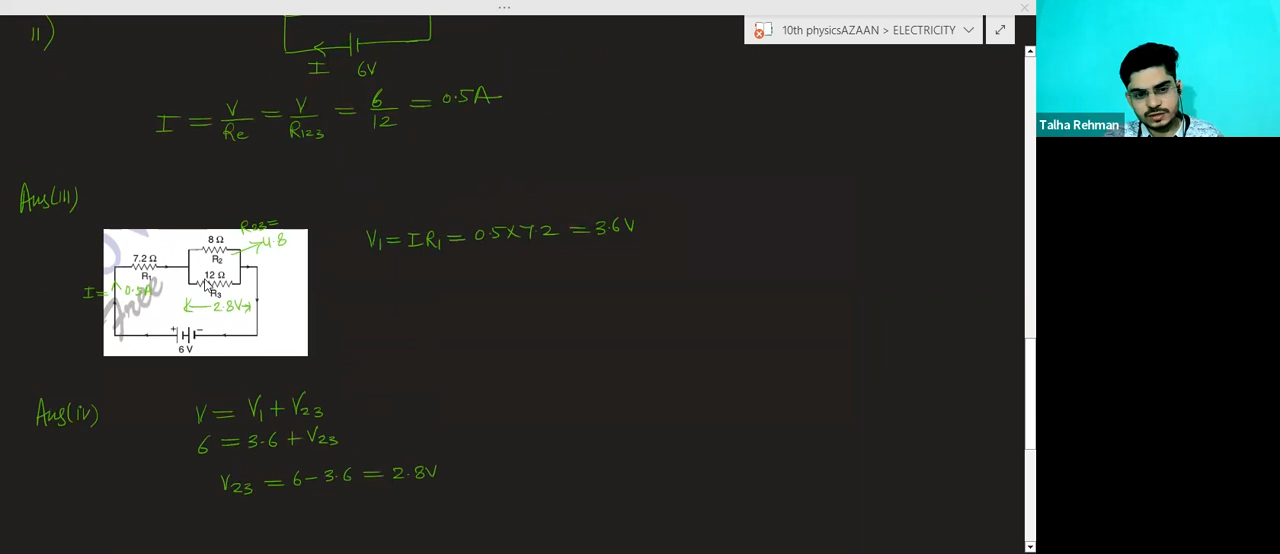 10th physicsAZAAN > ELECTRICITY
Talha Rehman
II)
I 6V
I = V/Re = V/R123 = 6/12 = 0.5A
Ans(iii)
R23 =
4.8
8 Ω
R2
7.2 Ω
R1
12 Ω
R3
I = 0.5A
2.8V
+ −
6 V
free
V1 = IR1 = 0.5 × 7.2 = 3.6V
Ans(iv)
V = V1 + V23
6 = 3.6 + V23
V23 = 6 − 3.6 = 2.8V